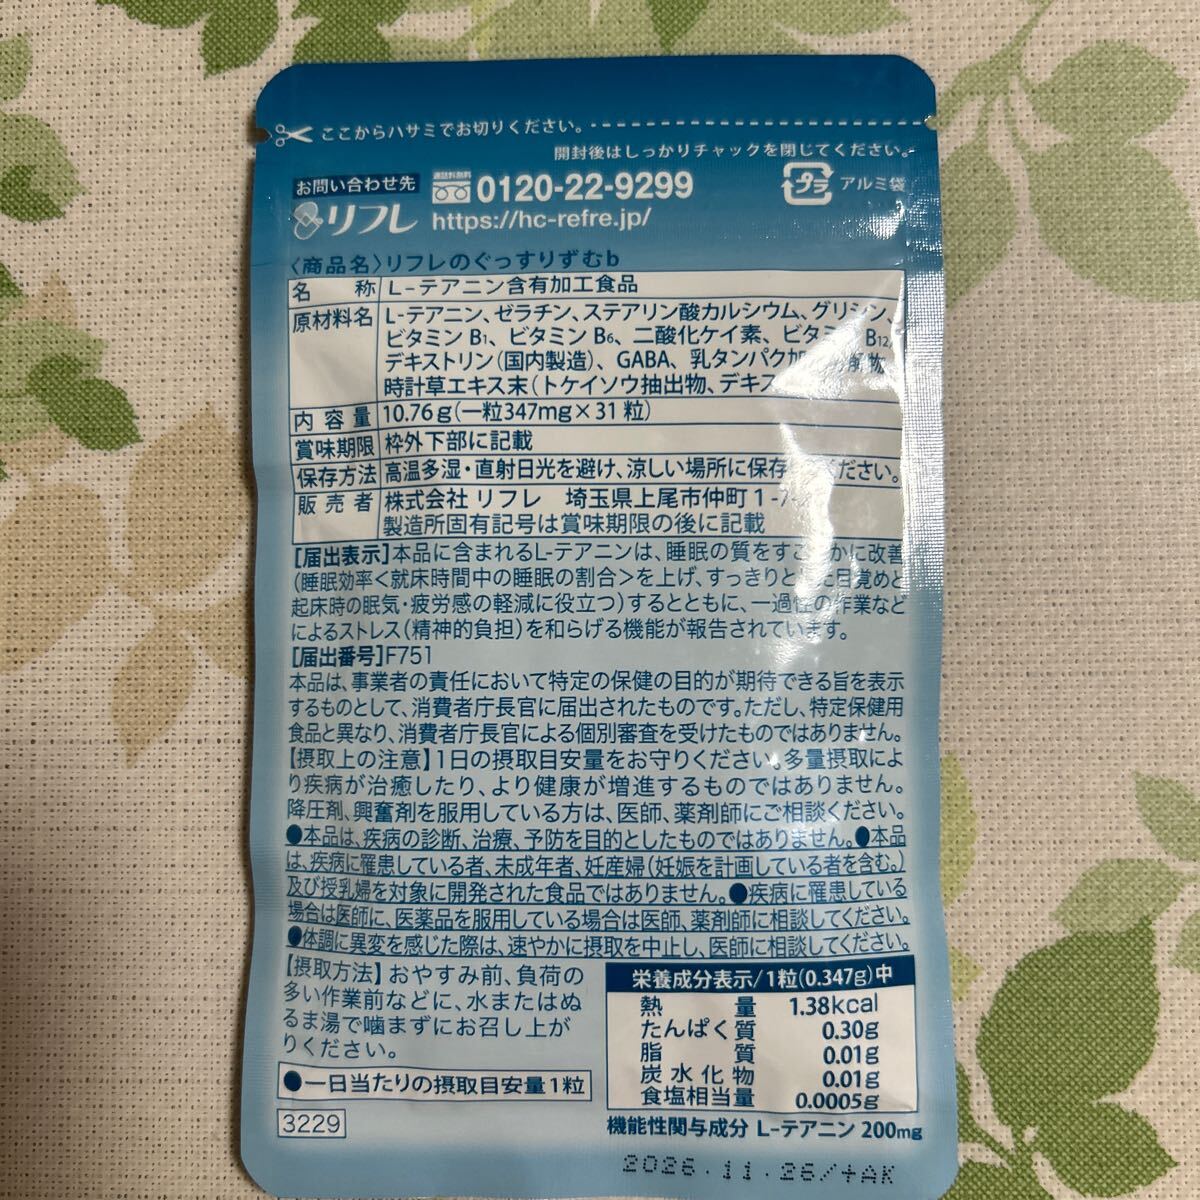 ここからハサミでお切りください。
開封後はしっかりチャックを閉じてください。
お問い合わせ先 通話料無料 0120-22-9299 プラ アルミ袋
リフレ https://hc-refre.jp/
〈商品名〉リフレのぐっすりずむb
名称 L-テアニン含有加工食品
原材料名 L-テアニン、ゼラチン、ステアリン酸カルシウム、グリシン、
ビタミンB1、ビタミンB6、二酸化ケイ素、ビタミンB12、
デキストリン(国内製造)、GABA、乳タンパク加
時計草エキス末(トケイソウ抽出物、デキス
内容量 10.76g(一粒347mg×31粒)
賞味期限 枠外下部に記載
保存方法 高温多湿・直射日光を避け、涼しい場所に保存ください。
販売者 株式会社 リフレ 埼玉県上尾市仲町1-7-
製造所固有記号は賞味期限の後に記載
[届出表示]本品に含まれるL-テアニンは、睡眠の質をすこやかに改善
(睡眠効率<就床時間中の睡眠の割合>を上げ、すっきりとした目覚めと
起床時の眠気・疲労感の軽減に役立つ)するとともに、一過性の作業など
によるストレス(精神的負担)を和らげる機能が報告されています。
[届出番号]F751
本品は、事業者の責任において特定の保健の目的が期待できる旨を表示
するものとして、消費者庁長官に届出されたものです。ただし、特定保健用
食品と異なり、消費者庁長官による個別審査を受けたものではありません。
【摂取上の注意】1日の摂取目安量をお守りください。多量摂取によ
り疾病が治癒したり、より健康が増進するものではありません。
降圧剤、興奮剤を服用している方は、医師、薬剤師にご相談ください。
●本品は、疾病の診断、治療、予防を目的としたものではありません。●本品
は、疾病に罹患している者、未成年者、妊産婦(妊娠を計画している者を含む。)
及び授乳婦を対象に開発された食品ではありません。●疾病に罹患している
場合は医師に、医薬品を服用している場合は医師、薬剤師に相談してください。
●体調に異変を感じた際は、速やかに摂取を中止し、医師に相談してください。
【摂取方法】おやすみ前、負荷の
多い作業前などに、水またはぬ
るま湯で噛まずにお召し上が
りください。
●一日当たりの摂取目安量1粒
3229
栄養成分表示/1粒(0.347g)中
熱量 1.38kcal
たんぱく質 0.30g
脂質 0.01g
炭水化物 0.01g
食塩相当量 0.0005g
機能性関与成分 L-テアニン 200mg
2026.11.26/+AK